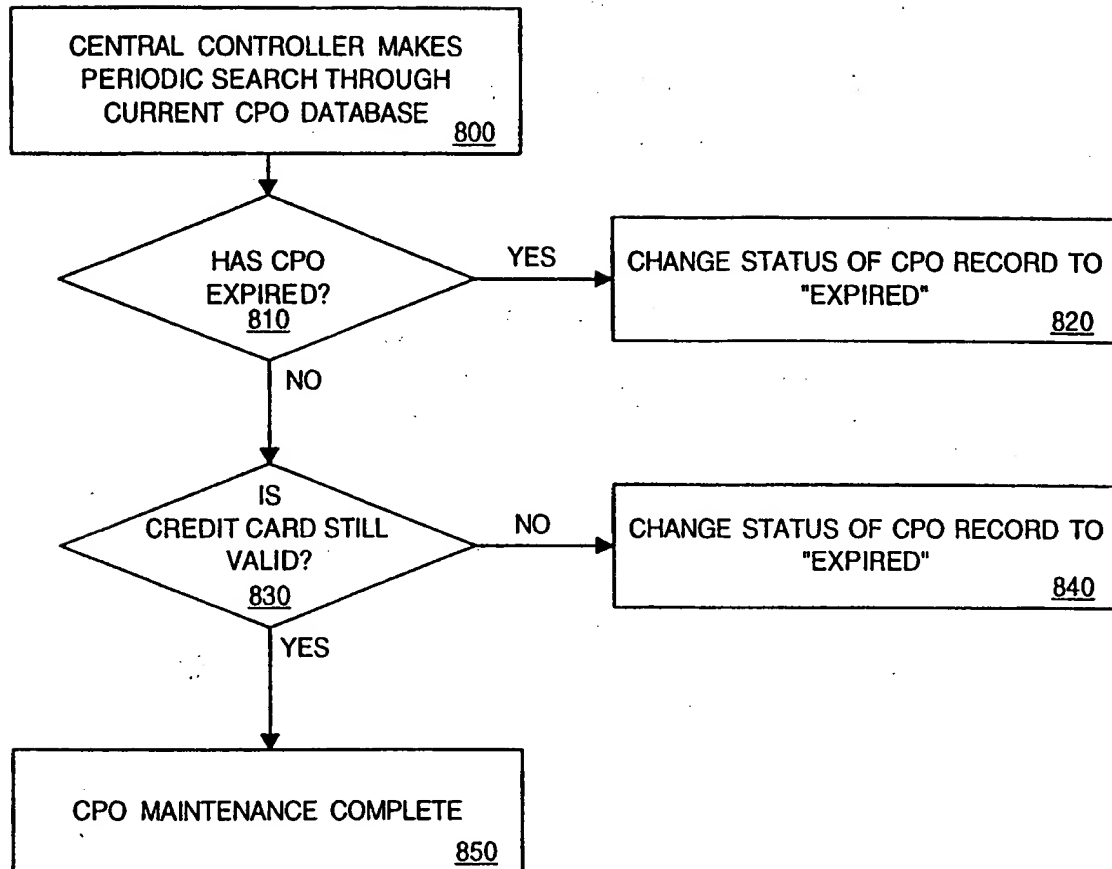 CENTRAL CONTROLLER MAKES
PERIODIC SEARCH THROUGH
CURRENT CPO DATABASE
800
HAS CPO
EXPIRED?
810
YES
CHANGE STATUS OF CPO RECORD TO
"EXPIRED"
820
NO
IS
CREDIT CARD STILL
VALID?
830
NO
CHANGE STATUS OF CPO RECORD TO
"EXPIRED"
840
YES
CPO MAINTENANCE COMPLETE
850